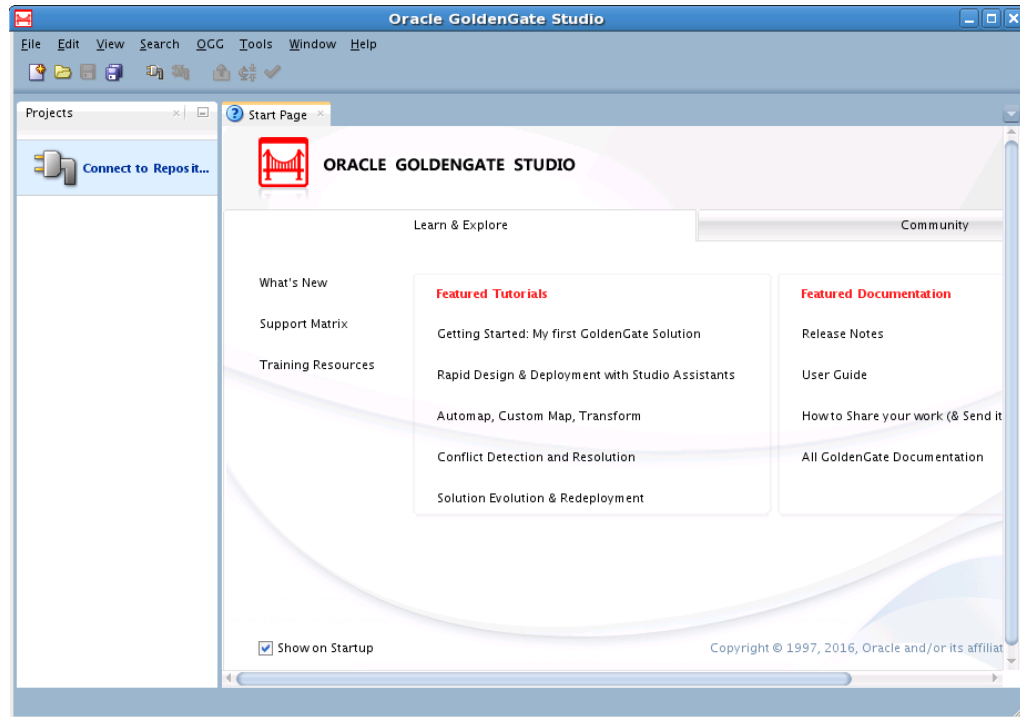 Oracle GoldenGate Studio
File Edit View Search OGG Tools Window Help
Projects
Start Page
Connect to Reposit...
ORACLE GOLDENGATE STUDIO
Learn & Explore
Community
What's New
Support Matrix
Training Resources
Featured Tutorials
Getting Started: My first GoldenGate Solution
Rapid Design & Deployment with Studio Assistants
Automap, Custom Map, Transform
Conflict Detection and Resolution
Solution Evolution & Redeployment
Featured Documentation
Release Notes
User Guide
How to Share your work (& Send it
All GoldenGate Documentation
Show on Startup
Copyright © 1997, 2016, Oracle and/or its affiliat